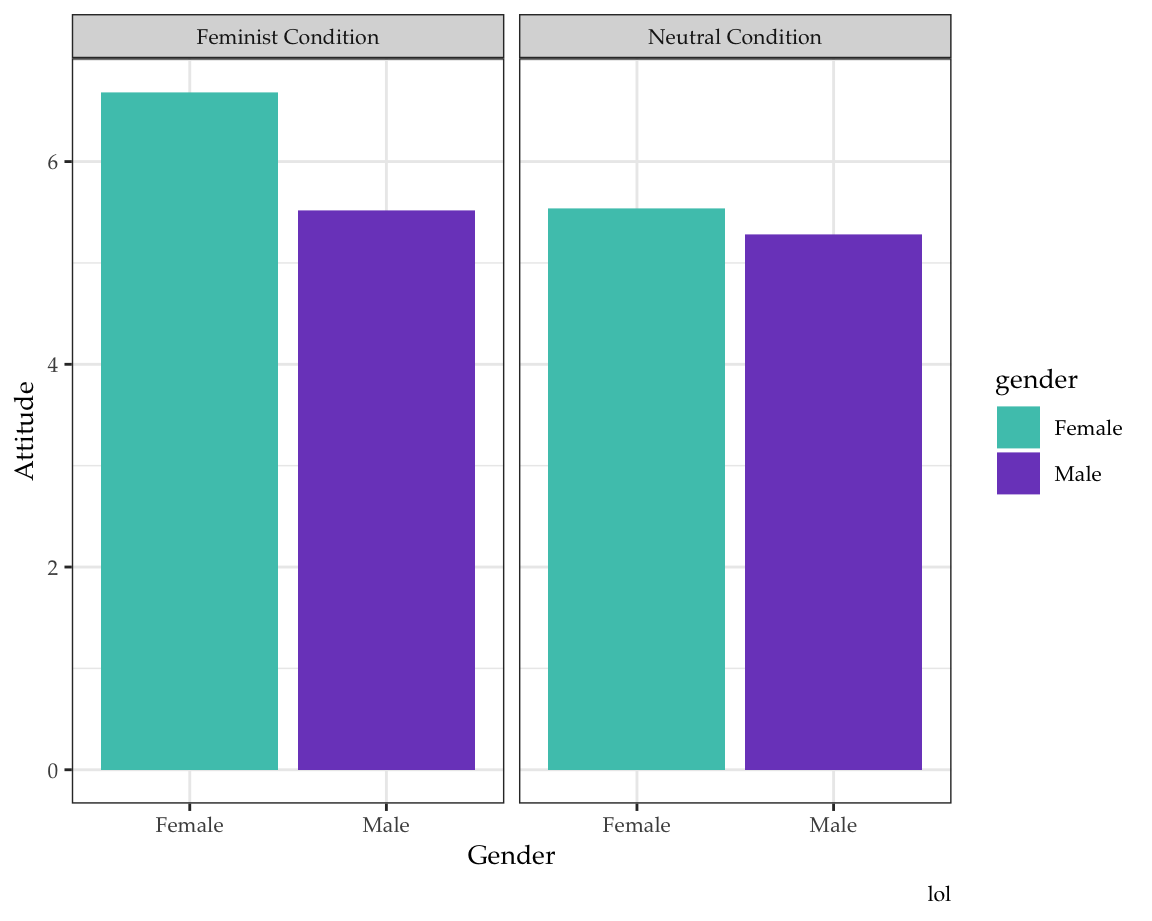 Feminist Condition
Neutral Condition
Attitude
6
4
2
0
Female
Male
Female
Male
Gender
gender
Female
Male
lol